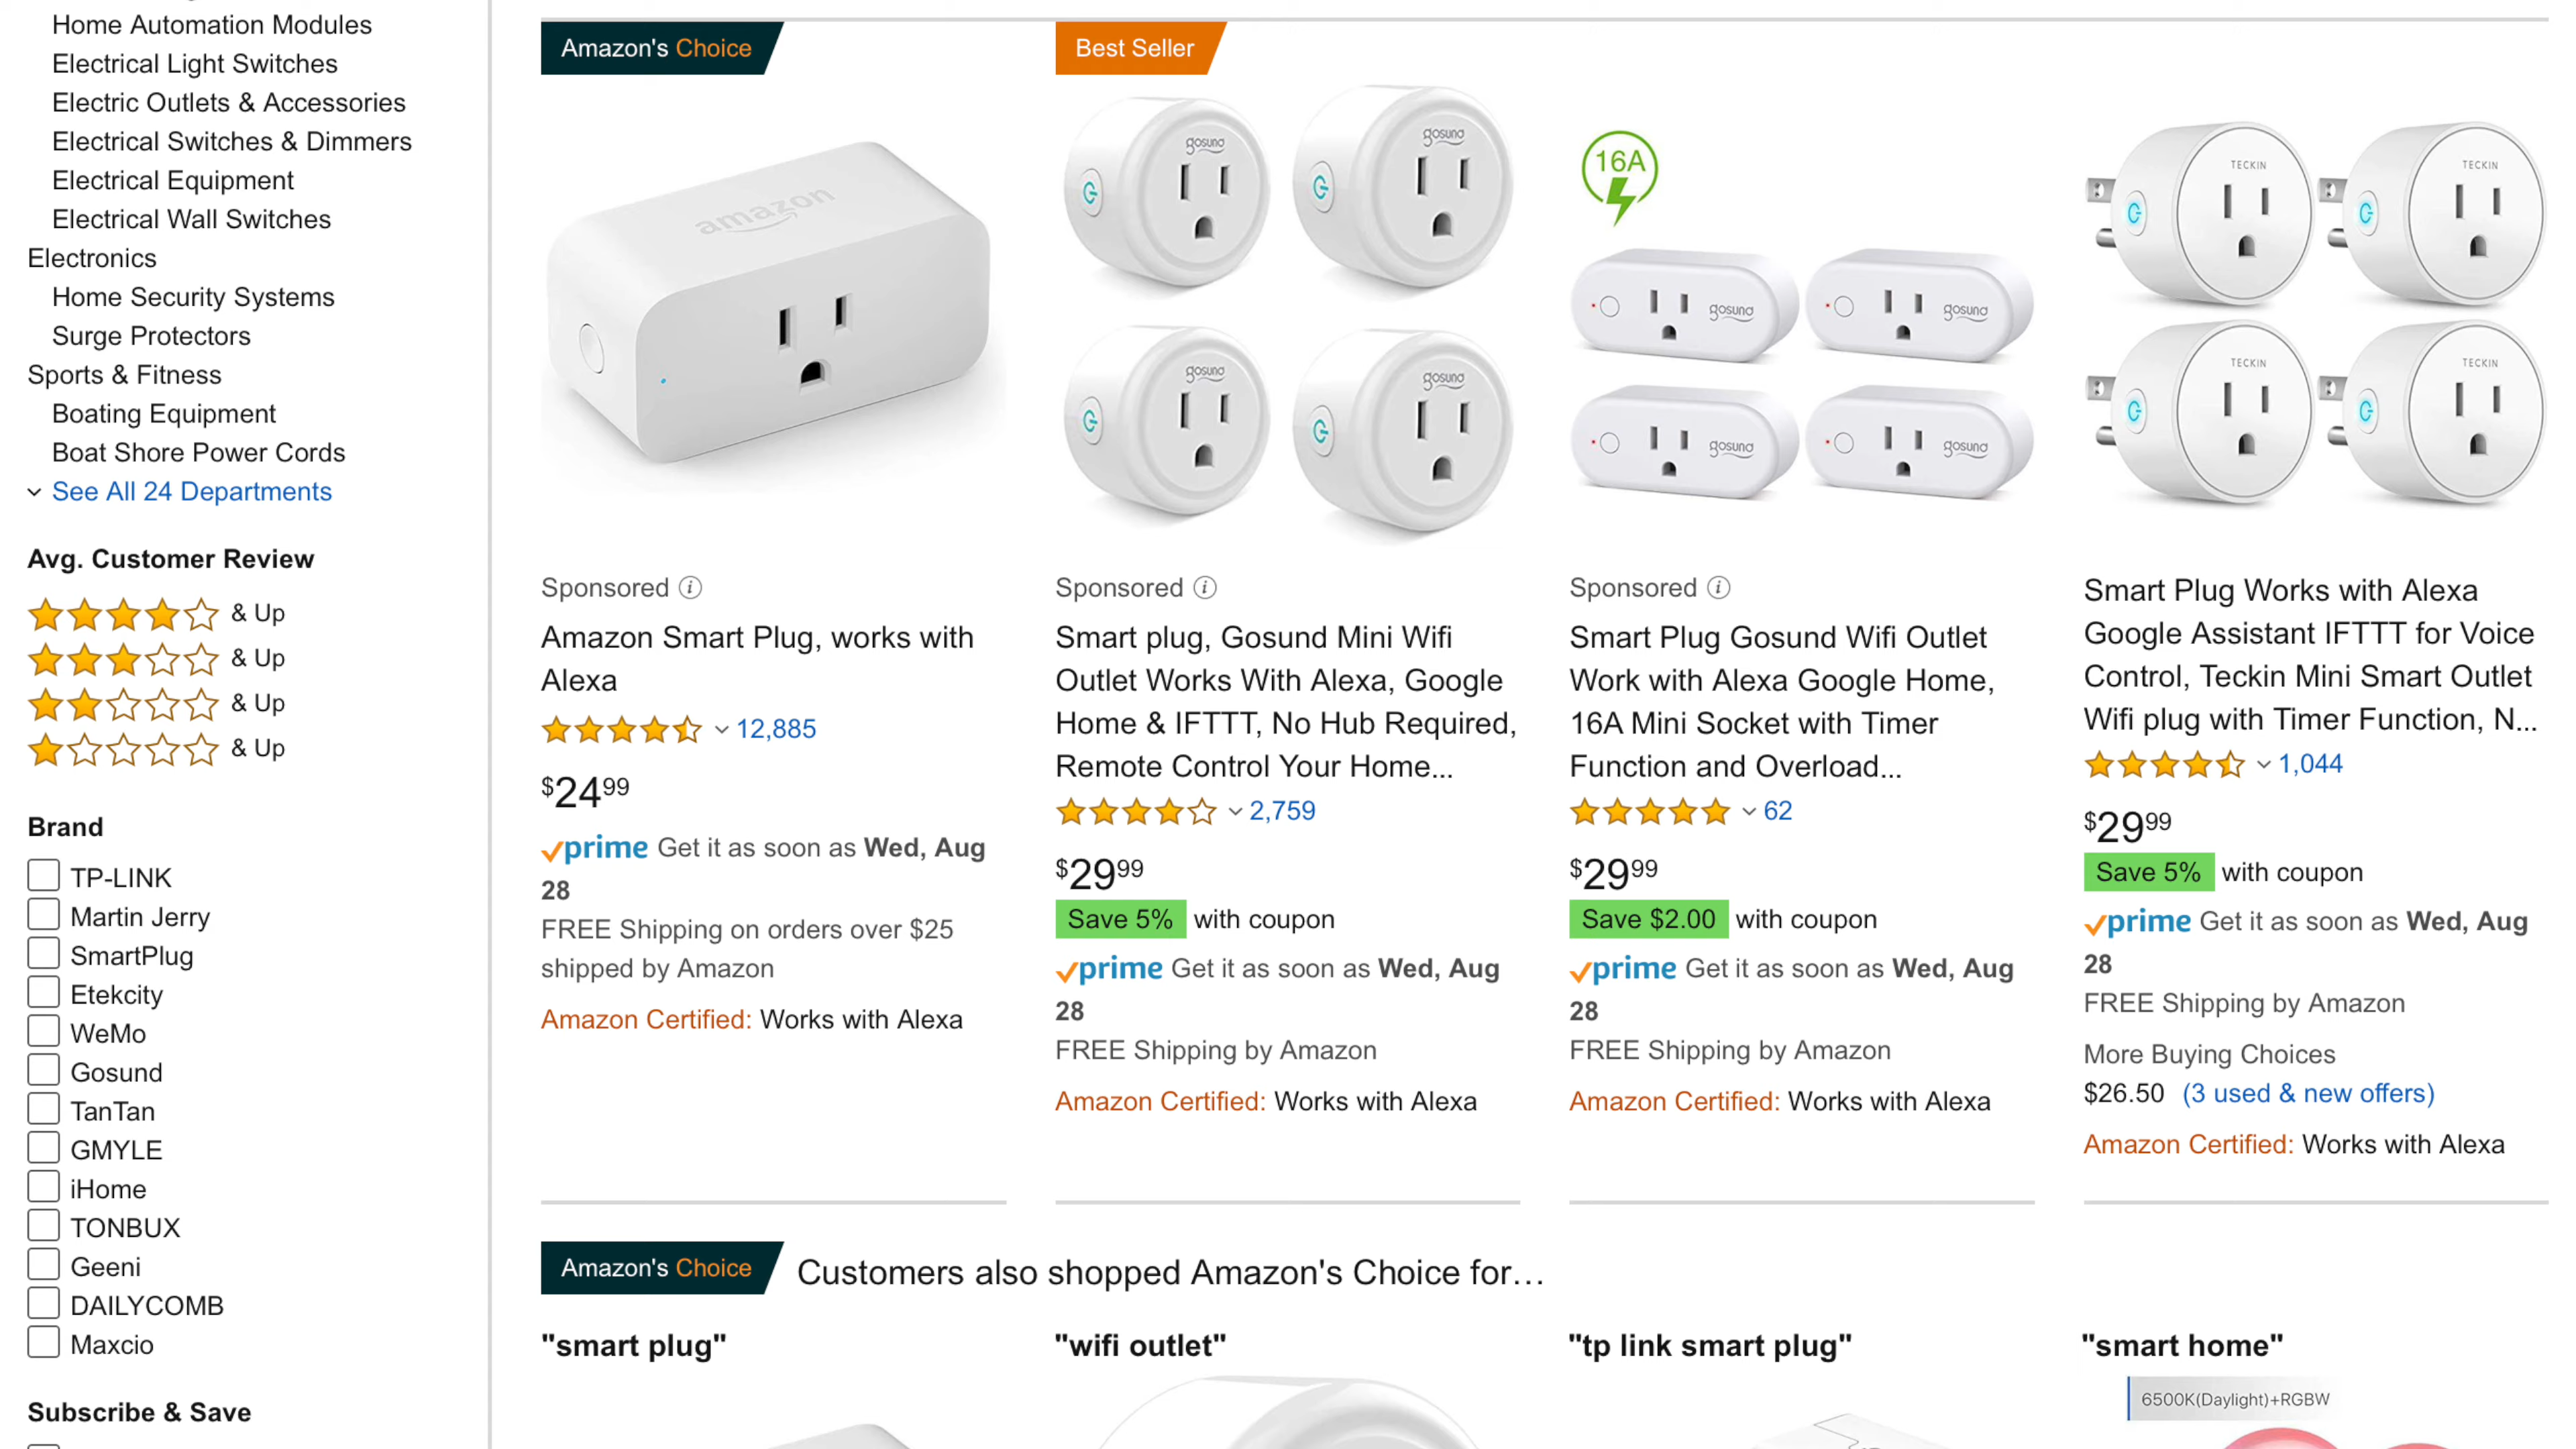 Home Automation Modules
Electrical Light Switches
Electric Outlets & Accessories
Electrical Switches & Dimmers
Electrical Equipment
Electrical Wall Switches
Electronics
Home Security Systems
Surge Protectors
Sports & Fitness
Boating Equipment
Boat Shore Power Cords
See All 24 Departments
Avg. Customer Review
& Up
& Up
& Up
& Up
Brand
TP-LINK
Martin Jerry
SmartPlug
Etekcity
WeMo
Gosund
TanTan
GMYLE
iHome
TONBUX
Geeni
DAILYCOMB
Maxcio
Subscribe & Save
Amazon's Choice
amazon
Sponsored
Amazon Smart Plug, works with
Alexa
12,885
$2499
prime Get it as soon as Wed, Aug
28
FREE Shipping on orders over $25
shipped by Amazon
Amazon Certified: Works with Alexa
Best Seller
gosund
gosund
gosund
gosund
Sponsored
Smart plug, Gosund Mini Wifi
Outlet Works With Alexa, Google
Home & IFTTT, No Hub Required,
Remote Control Your Home...
2,759
$2999
Save 5% with coupon
prime Get it as soon as Wed, Aug
28
FREE Shipping by Amazon
Amazon Certified: Works with Alexa
16A
gosund
gosund
gosund
gosund
Sponsored
Smart Plug Gosund Wifi Outlet
Work with Alexa Google Home,
16A Mini Socket with Timer
Function and Overload...
62
$2999
Save $2.00 with coupon
prime Get it as soon as Wed, Aug
28
FREE Shipping by Amazon
Amazon Certified: Works with Alexa
TECKIN
TECKIN
TECKIN
TECKIN
Smart Plug Works with Alexa
Google Assistant IFTTT for Voice
Control, Teckin Mini Smart Outlet
Wifi plug with Timer Function, N...
1,044
$2999
Save 5% with coupon
prime Get it as soon as Wed, Aug
28
FREE Shipping by Amazon
More Buying Choices
$26.50 (3 used & new offers)
Amazon Certified: Works with Alexa
Amazon's Choice Customers also shopped Amazon's Choice for…
"smart plug"
"wifi outlet"
"tp link smart plug"
"smart home"
6500K(Daylight)+RGBW